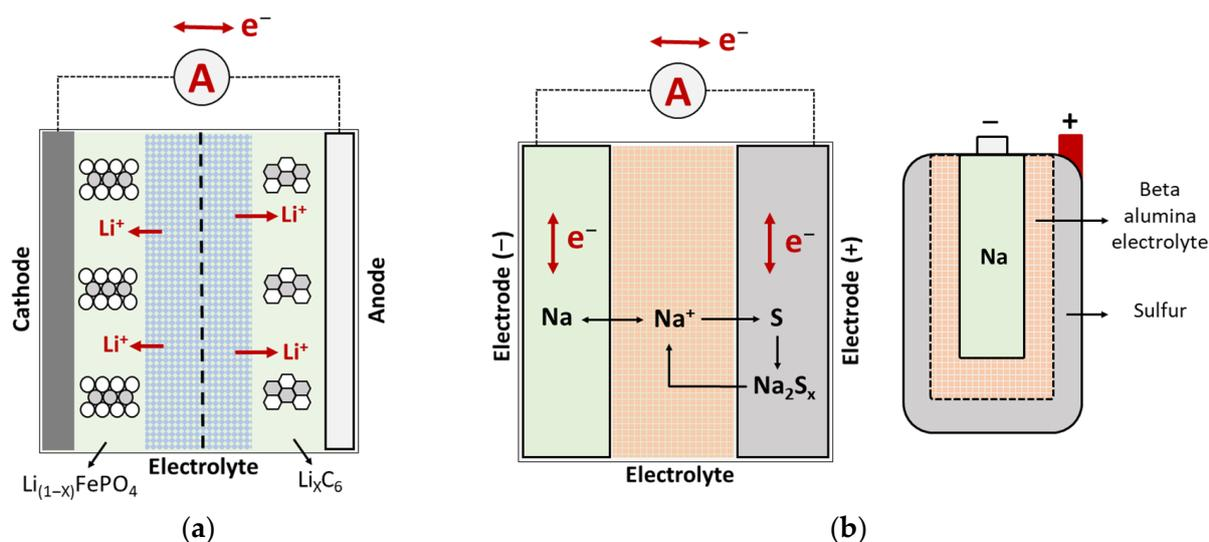 e⁻
A
Cathode
Li⁺
Li⁺
Li⁺
Li⁺
Anode
Electrolyte
Li₍₁₋ₓ₎FePO₄
LiₓC₆
(a)
e⁻
A
Electrode (−)
e⁻
e⁻
Na
Na⁺
S
Na₂Sₓ
Electrode (+)
Electrolyte
− +
Na
Beta
alumina
electrolyte
Sulfur
(b)